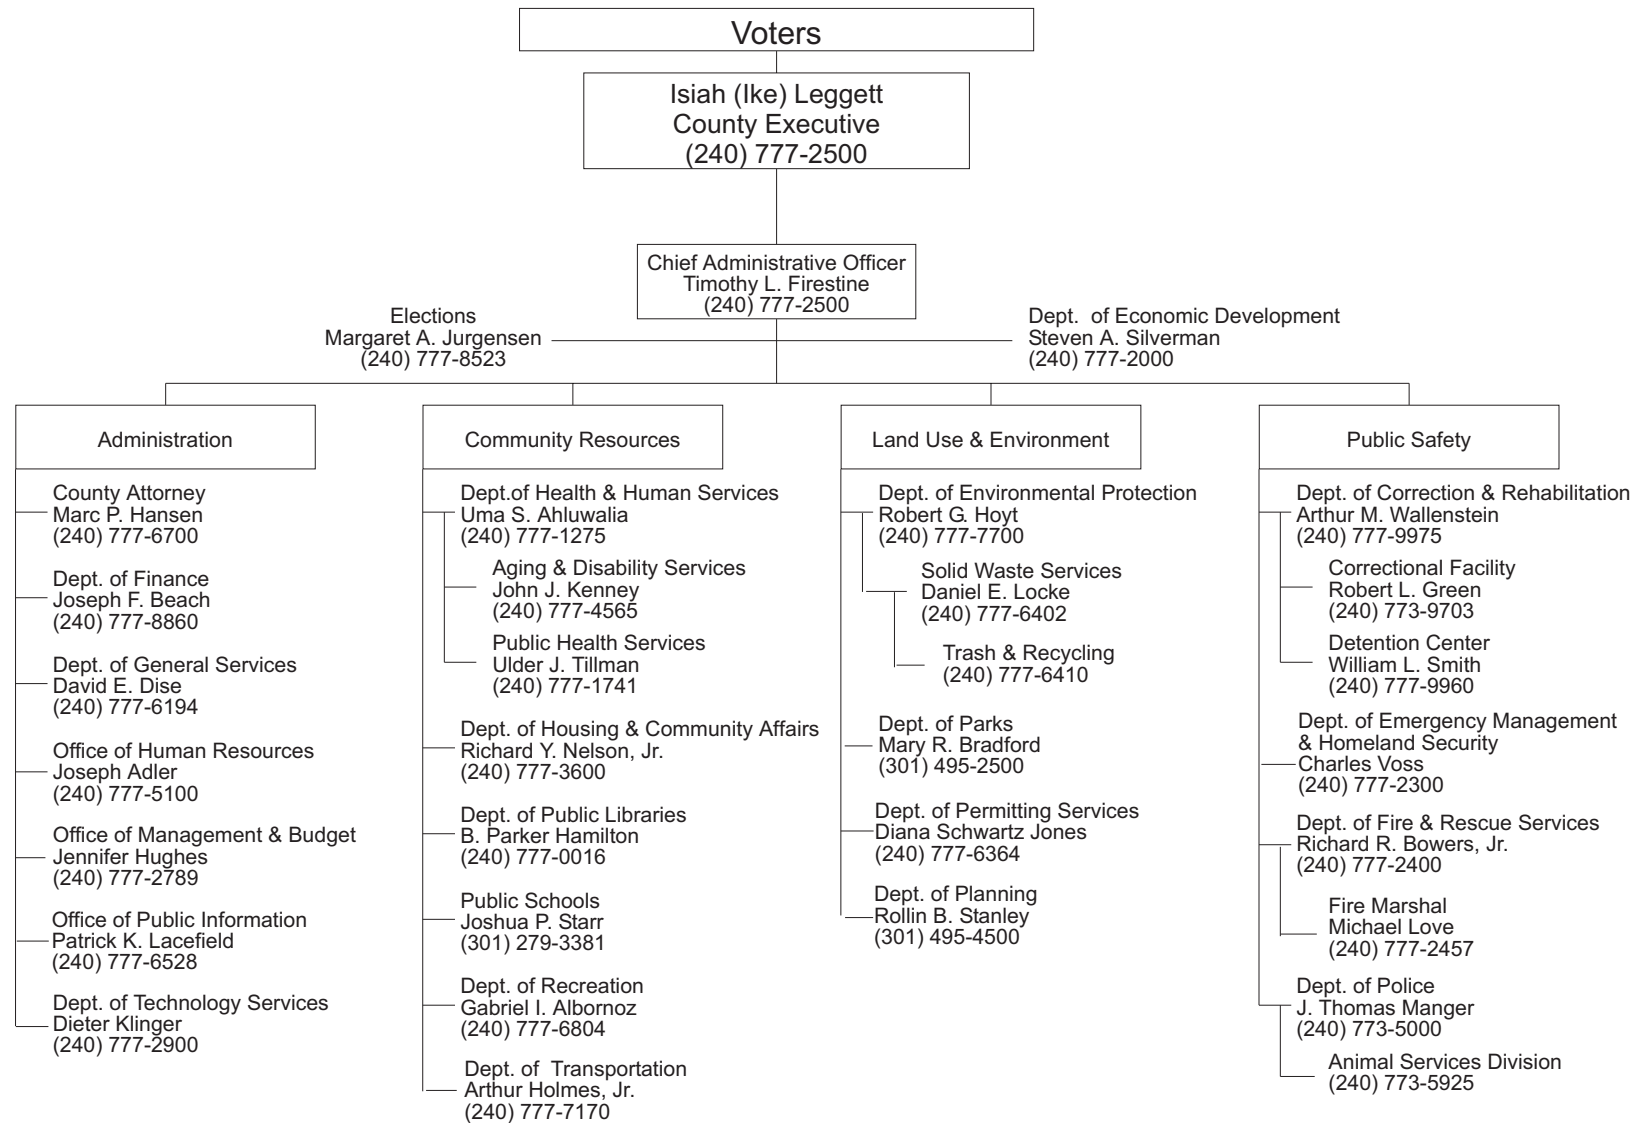 Voters
Isiah (Ike) Leggett
County Executive
(240) 777-2500
Chief Administrative Officer
Timothy L. Firestine
(240) 777-2500
Elections
Margaret A. Jurgensen
(240) 777-8523
Dept. of Economic Development
Steven A. Silverman
(240) 777-2000
Administration
County Attorney
Marc P. Hansen
(240) 777-6700
Dept. of Finance
Joseph F. Beach
(240) 777-8860
Dept. of General Services
David E. Dise
(240) 777-6194
Office of Human Resources
Joseph Adler
(240) 777-5100
Office of Management & Budget
Jennifer Hughes
(240) 777-2789
Office of Public Information
Patrick K. Lacefield
(240) 777-6528
Dept. of Technology Services
Dieter Klinger
(240) 777-2900
Community Resources
Dept.of Health & Human Services
Uma S. Ahluwalia
(240) 777-1275
Aging & Disability Services
John J. Kenney
(240) 777-4565
Public Health Services
Ulder J. Tillman
(240) 777-1741
Dept. of Housing & Community Affairs
Richard Y. Nelson, Jr.
(240) 777-3600
Dept. of Public Libraries
B. Parker Hamilton
(240) 777-0016
Public Schools
Joshua P. Starr
(301) 279-3381
Dept. of Recreation
Gabriel I. Albornoz
(240) 777-6804
Dept. of Transportation
Arthur Holmes, Jr.
(240) 777-7170
Land Use & Environment
Dept. of Environmental Protection
Robert G. Hoyt
(240) 777-7700
Solid Waste Services
Daniel E. Locke
(240) 777-6402
Trash & Recycling
(240) 777-6410
Dept. of Parks
Mary R. Bradford
(301) 495-2500
Dept. of Permitting Services
Diana Schwartz Jones
(240) 777-6364
Dept. of Planning
Rollin B. Stanley
(301) 495-4500
Public Safety
Dept. of Correction & Rehabilitation
Arthur M. Wallenstein
(240) 777-9975
Correctional Facility
Robert L. Green
(240) 773-9703
Detention Center
William L. Smith
(240) 777-9960
Dept. of Emergency Management
& Homeland Security
Charles Voss
(240) 777-2300
Dept. of Fire & Rescue Services
Richard R. Bowers, Jr.
(240) 777-2400
Fire Marshal
Michael Love
(240) 777-2457
Dept. of Police
J. Thomas Manger
(240) 773-5000
Animal Services Division
(240) 773-5925